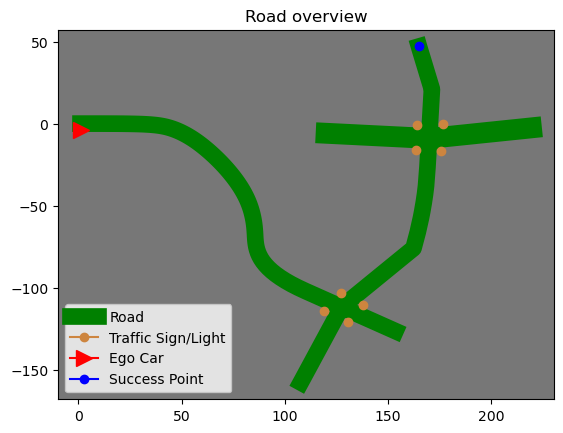 Road overview
50
0
−50
−100
−150
0
50
100
150
200
Road
Traffic Sign/Light
Ego Car
Success Point